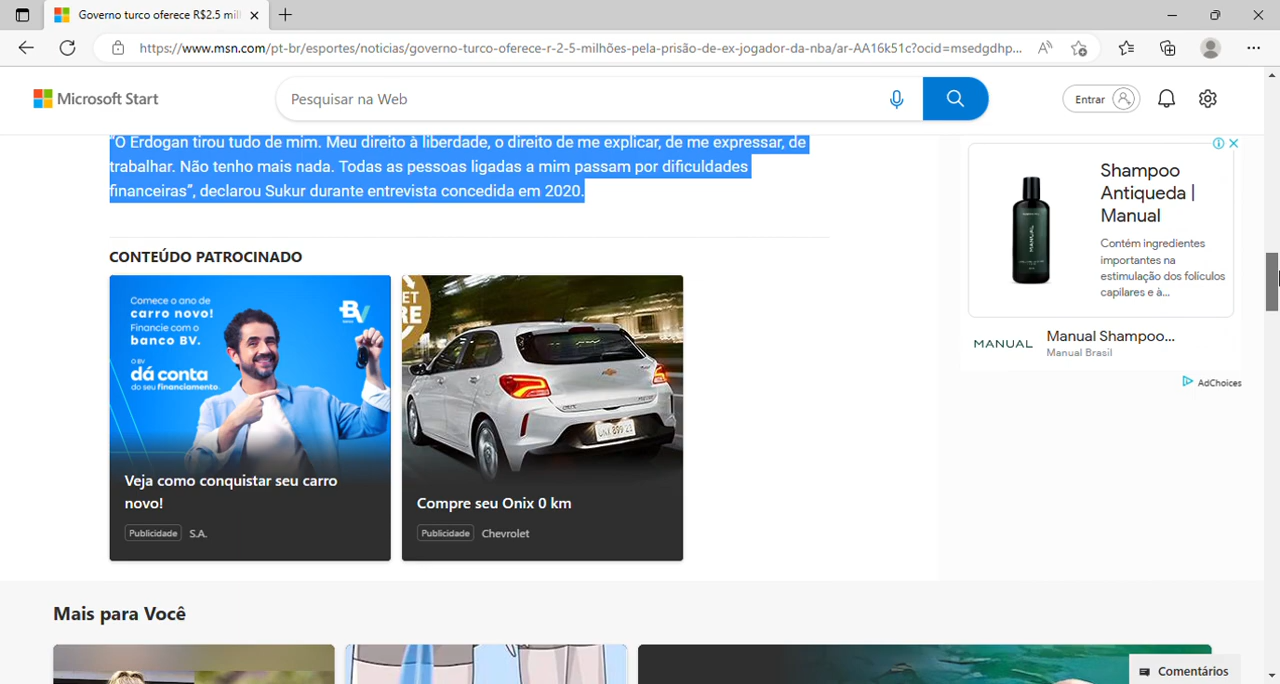 Governo turco oferece R$2.5 mil
https://www.msn.com/pt-br/esportes/noticias/governo-turco-oferece-r-2-5-milhões-pela-prisão-de-ex-jogador-da-nba/ar-AA16k51c?ocid=msedgdhp...
Microsoft Start
Pesquisar na Web
Entrar
"O Erdogan tirou tudo de mim. Meu direito à liberdade, o direito de me explicar, de me expressar, de
trabalhar. Não tenho mais nada. Todas as pessoas ligadas a mim passam por dificuldades
financeiras”, declarou Sukur durante entrevista concedida em 2020.
CONTEÚDO PATROCINADO
Comece o ano de
carro novo!
Financie com o
banco BV.
O BV
dá conta
do seu financiamento.
BV
Veja como conquistar seu carro
novo!
Publicidade S.A.
Compre seu Onix 0 km
Publicidade Chevrolet
Shampoo
Antiqueda |
Manual
Contém ingredientes
importantes na
estimulação dos folículos
capilares e à...
MANUAL
MANUAL
Manual Shampoo...
Manual Brasil
AdChoices
Mais para Você
Comentários